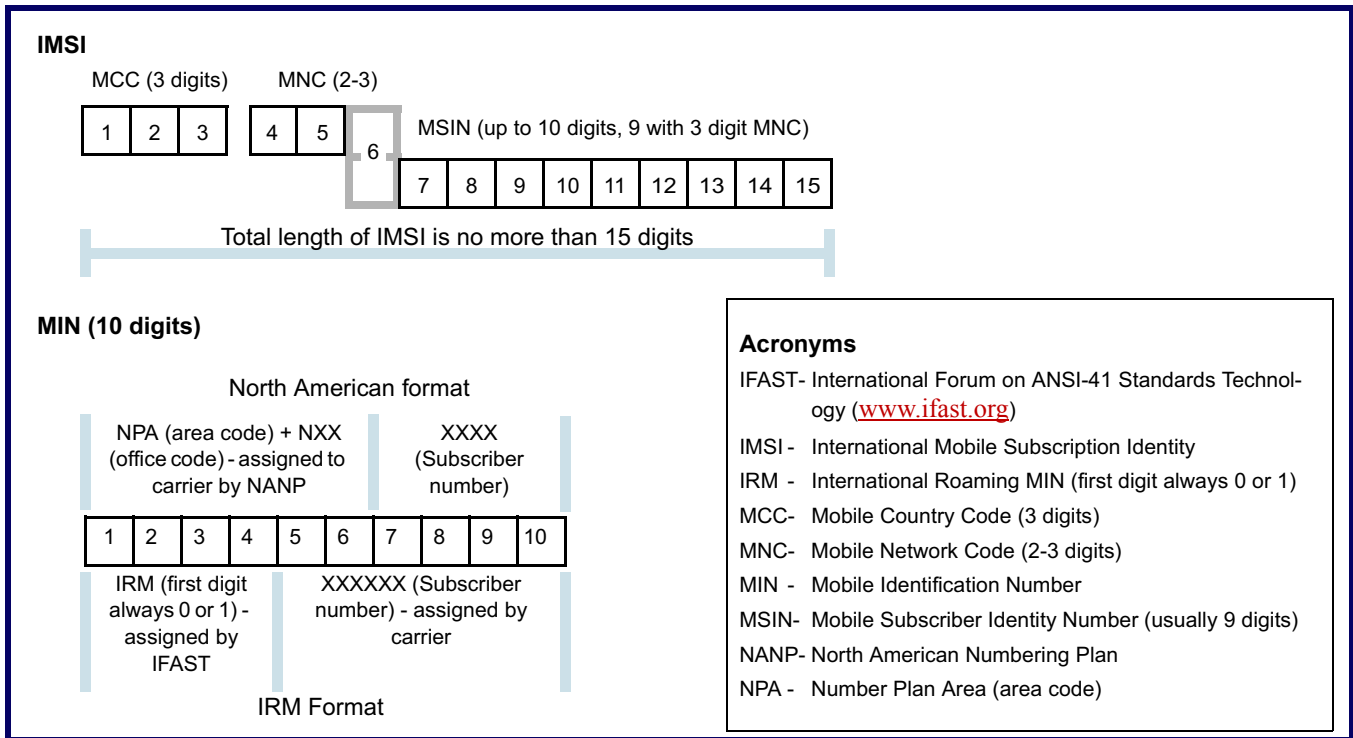 IMSI
MCC (3 digits) MNC (2-3)
1 2 3 4 5 6 MSIN (up to 10 digits, 9 with 3 digit MNC)
7 8 9 10 11 12 13 14 15
Total length of IMSI is no more than 15 digits
MIN (10 digits)
North American format
NPA (area code) + NXX
(office code) - assigned to
carrier by NANP
XXXX
(Subscriber
number)
1 2 3 4 5 6 7 8 9 10
IRM (first digit
always 0 or 1) -
assigned by
IFAST
XXXXXX (Subscriber
number) - assigned by
carrier
IRM Format
Acronyms
IFAST- International Forum on ANSI-41 Standards Technol-
ogy (www.ifast.org)
IMSI - International Mobile Subscription Identity
IRM - International Roaming MIN (first digit always 0 or 1)
MCC- Mobile Country Code (3 digits)
MNC- Mobile Network Code (2-3 digits)
MIN - Mobile Identification Number
MSIN- Mobile Subscriber Identity Number (usually 9 digits)
NANP- North American Numbering Plan
NPA - Number Plan Area (area code)